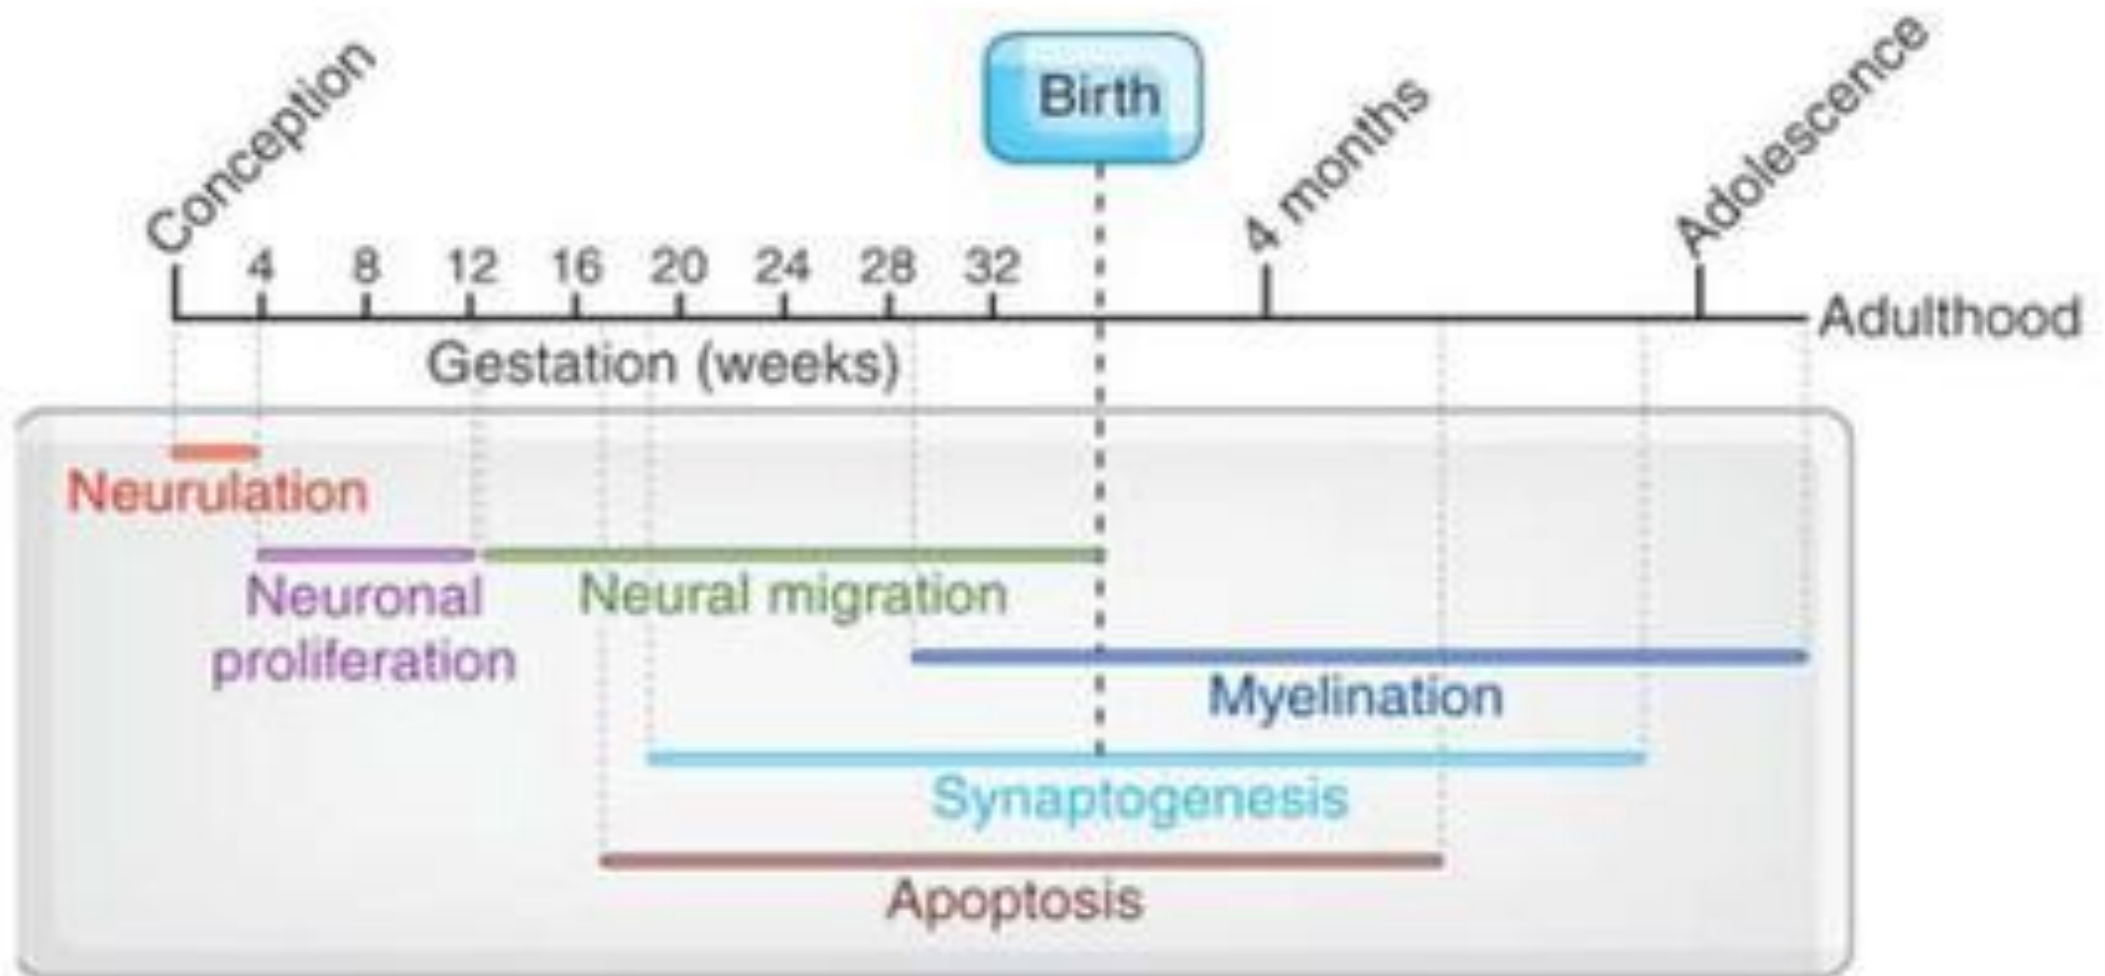 Conception
Birth
4 months
Adolescence
4 8 12 16 20 24 28 32
Adulthood
Gestation (weeks)
Neurulation
Neuronal
proliferation
Neural migration
Myelination
Synaptogenesis
Apoptosis